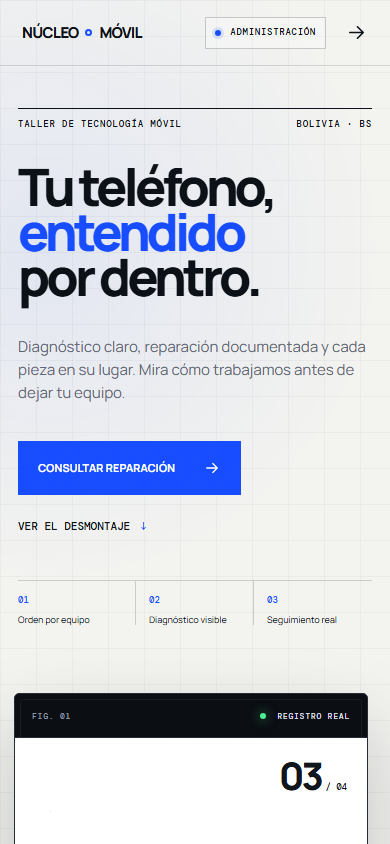 NÚCLEO MÓVIL
ADMINISTRACIÓN →
TALLER DE TECNOLOGÍA MÓVIL
BOLIVIA · BS
Tu teléfono,
entendido
por dentro.
Diagnóstico claro, reparación documentada y cada
pieza en su lugar. Mira cómo trabajamos antes de
dejar tu equipo.
CONSULTAR REPARACIÓN →
VER EL DESMONTAJE ↓
01
Orden por equipo
02
Diagnóstico visible
03
Seguimiento real
FIG. 01
REGISTRO REAL
03 / 04